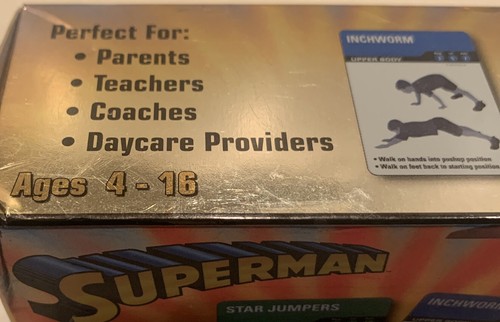 Perfect For:
• Parents
• Teachers
• Coaches
• Daycare Providers
Ages 4 - 16
INCHWORM
UPPER BODY
• Walk on hands into pushup position
• Walk on feet back to starting position
SUPERMAN
STAR JUMPERS
INCHWORM